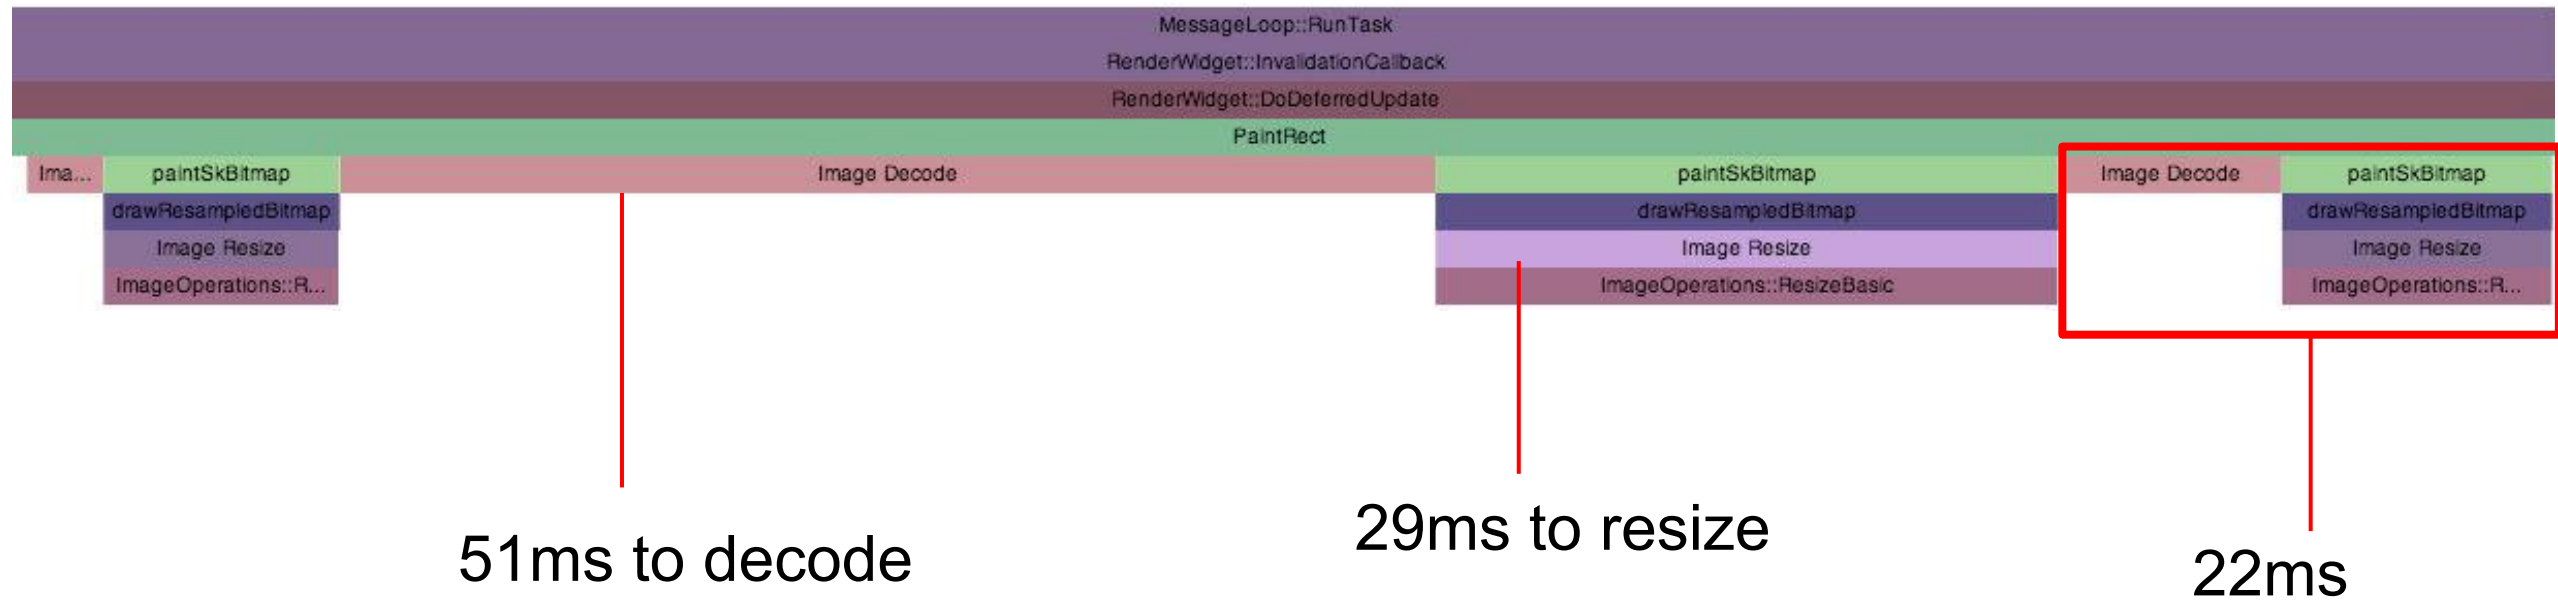 MessageLoop::RunTask
RenderWidget::InvalidationCallback
RenderWidget::DoDeferredUpdate
PaintRect
Ima... paintSkBitmap Image Decode paintSkBitmap Image Decode paintSkBitmap
drawResampledBitmap drawResampledBitmap drawResampledBitmap
Image Resize Image Resize Image Resize
ImageOperations::R... ImageOperations::ResizeBasic ImageOperations::R...
51ms to decode
29ms to resize
22ms